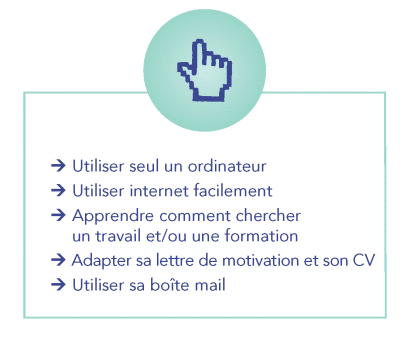 → Utiliser seul un ordinateur
→ Utiliser internet facilement
→ Apprendre comment chercher
un travail et/ou une formation
→ Adapter sa lettre de motivation et son CV
→ Utiliser sa boîte mail